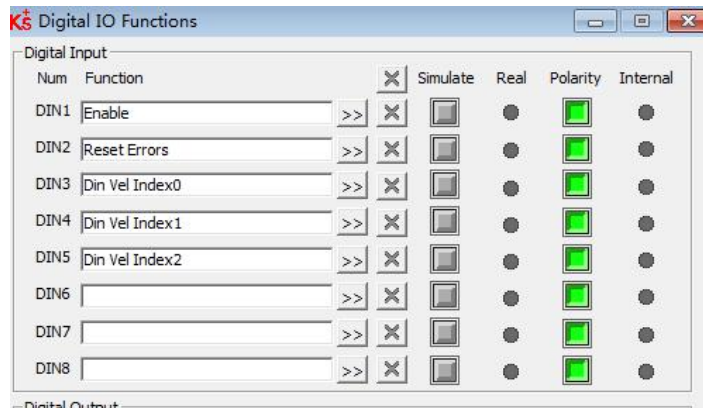 K5+ Digital IO Functions
Digital Input
Num Function Simulate Real Polarity Internal
DIN1 Enable >>
DIN2 Reset Errors >>
DIN3 Din Vel Index0 >>
DIN4 Din Vel Index1 >>
DIN5 Din Vel Index2 >>
DIN6 >>
DIN7 >>
DIN8 >>
Digital Output